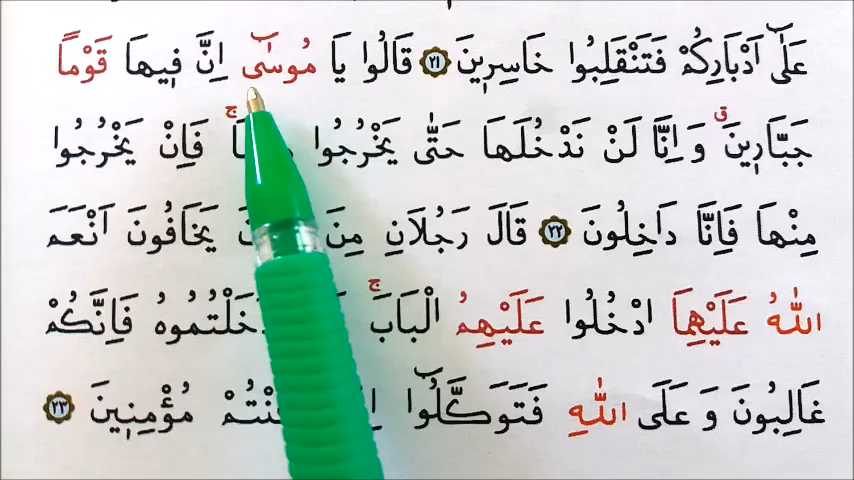 عَلٰٓى اَدْبَارِكُمْ فَتَنْقَلِبُوا خَاسِرٖينَ ﴿٢١﴾ قَالُوا يَا مُوسٰٓى اِنَّ فٖيهَا قَوْمًا
جَبَّارٖينَ ۗ وَ اِنَّا لَنْ نَدْخُلَهَا حَتّٰى يَخْرُجُوا ۚ فَاِنْ يَخْرُجُوا
مِنْهَا فَاِنَّا دَاخِلُونَ ﴿٢٢﴾ قَالَ رَجُلَانِ مِنَ يَخَافُونَ اَنْعَمَ
اللّٰهُ عَلَيْهِمَا ادْخُلُوا عَلَيْهِمُ الْبَابَ ۚ فَاِنَّكُمْ
غَالِبُونَ وَ عَلَى اللّٰهِ فَتَوَكَّلُٓوا مُؤْمِنٖينَ ﴿٢٣﴾